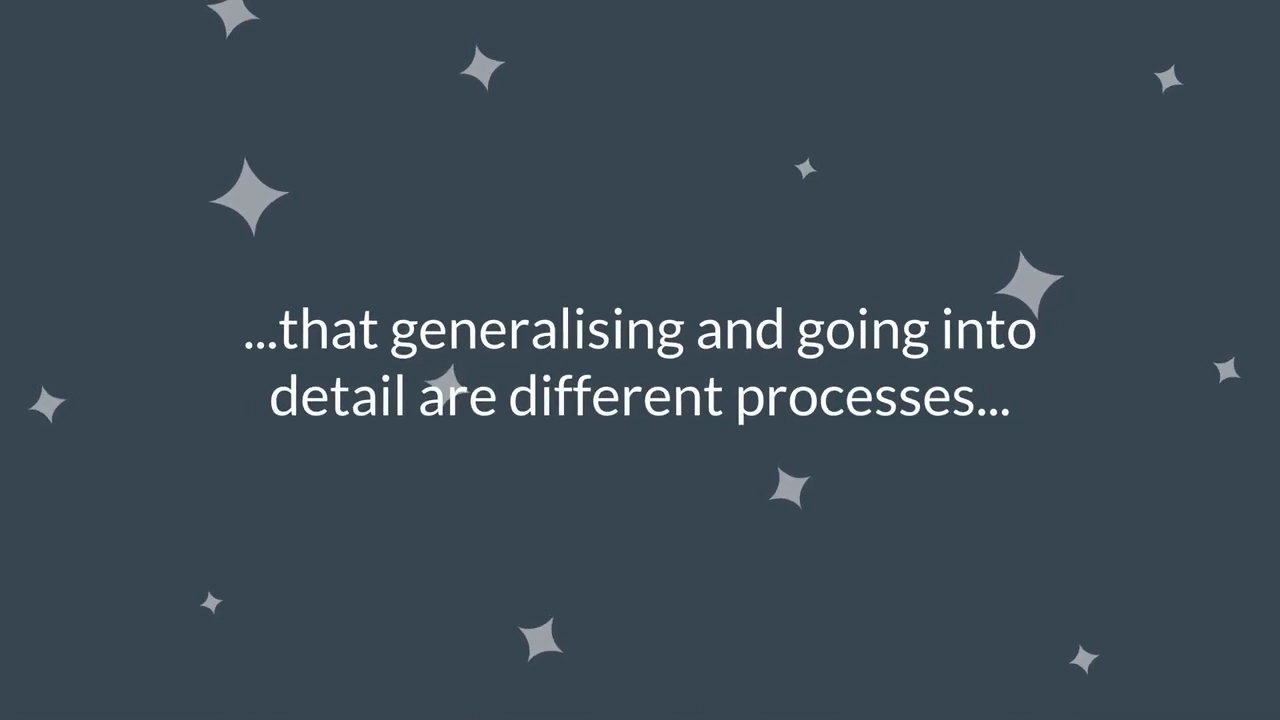 ...that generalising and going into
detail are different processes...